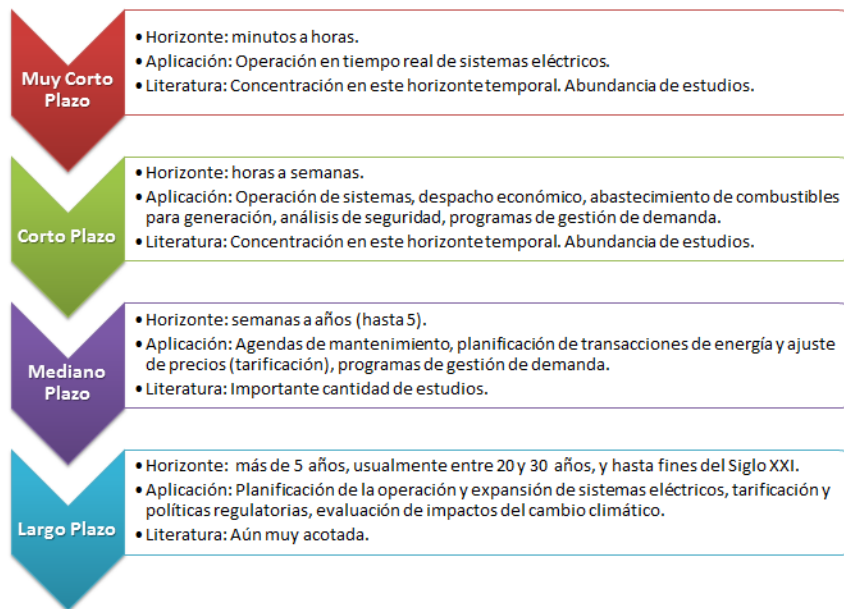 Muy Corto
Plazo
• Horizonte: minutos a horas.
• Aplicación: Operación en tiempo real de sistemas eléctricos.
• Literatura: Concentración en este horizonte temporal. Abundancia de estudios.
Corto Plazo
• Horizonte: horas a semanas.
• Aplicación: Operación de sistemas, despacho económico, abastecimiento de combustibles
para generación, análisis de seguridad, programas de gestión de demanda.
• Literatura: Concentración en este horizonte temporal. Abundancia de estudios.
Mediano
Plazo
• Horizonte: semanas a años (hasta 5).
• Aplicación: Agendas de mantenimiento, planificación de transacciones de energía y ajuste
de precios (tarificación), programas de gestión de demanda.
• Literatura: Importante cantidad de estudios.
Largo Plazo
• Horizonte: más de 5 años, usualmente entre 20 y 30 años, y hasta fines del Siglo XXI.
• Aplicación: Planificación de la operación y expansión de sistemas eléctricos, tarificación y
políticas regulatorias, evaluación de impactos del cambio climático.
• Literatura: Aún muy acotada.